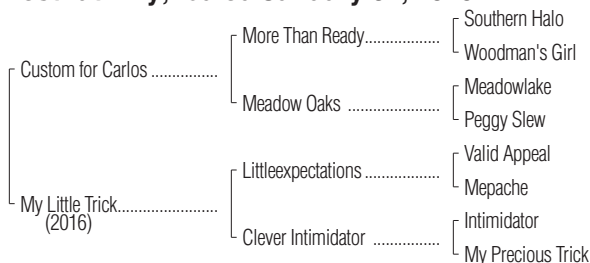 Southern Halo
More Than Ready.................
Woodman's Girl
Custom for Carlos ...............
Meadowlake
Meadow Oaks .....................
Peggy Slew
Valid Appeal
Littleexpectations .................
Mepache
My Little Trick.......................
(2016)
Intimidator
Clever Intimidator ...............
My Precious Trick